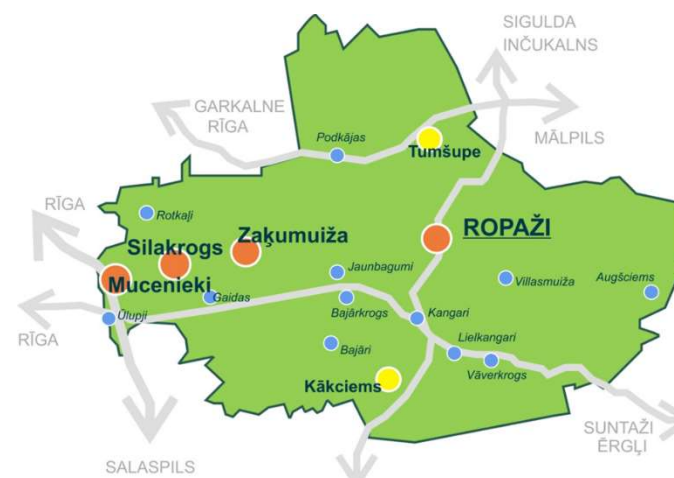 SIGULDA
INČUKALNS
GARKALNE
RĪGA
MĀLPILS
Podkājas
Tumšupe
RĪGA
Rotkaļi
Silakrogs
Zaķumuiža
ROPAŽI
Mucenieki
Gaidas
Jaunbagumi
Villasmuiža
Augšciems
Bajārkrogs
Ūlupji
Kangari
RĪGA
Bajāri
Lielkangari
Vāverkrogs
Kākciems
SALASPILS
SUNTAŽI
ĒRGĻI